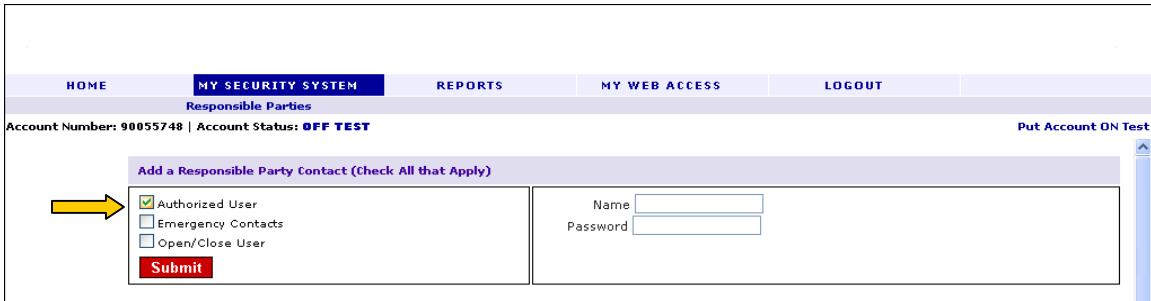 HOME MY SECURITY SYSTEM REPORTS MY WEB ACCESS LOGOUT
Responsible Parties
Account Number: 90055748 | Account Status: OFF TEST Put Account ON Test
Add a Responsible Party Contact (Check All that Apply)
Authorized User
Emergency Contacts
Open/Close User
Submit
Name
Password